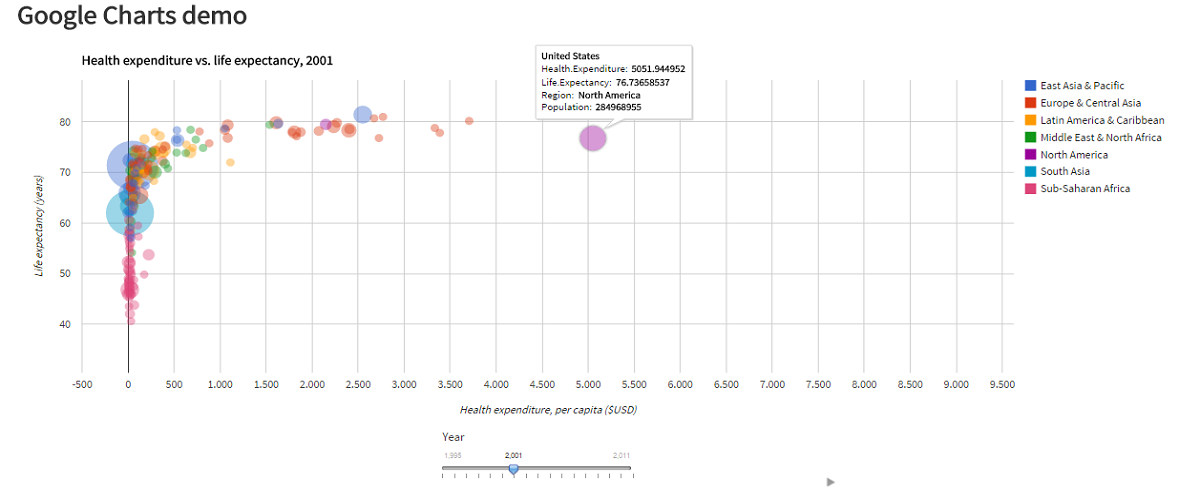 Google Charts demo
Health expenditure vs. life expectancy, 2001
United States
Health.Expenditure: 5051.944952
Life.Expectancy: 76.73658537
Region: North America
Population: 284968955
East Asia & Pacific
Europe & Central Asia
Latin America & Caribbean
Middle East & North Africa
North America
South Asia
Sub-Saharan Africa
Life expectancy (years)
80
70
60
50
40
-500 0 500 1.000 1.500 2.000 2.500 3.000 3.500 4.000 4.500 5.000 5.500 6.000 6.500 7.000 7.500 8.000 8.500 9.000 9.500
Health expenditure, per capita ($USD)
Year
1,995 2,001 2,011